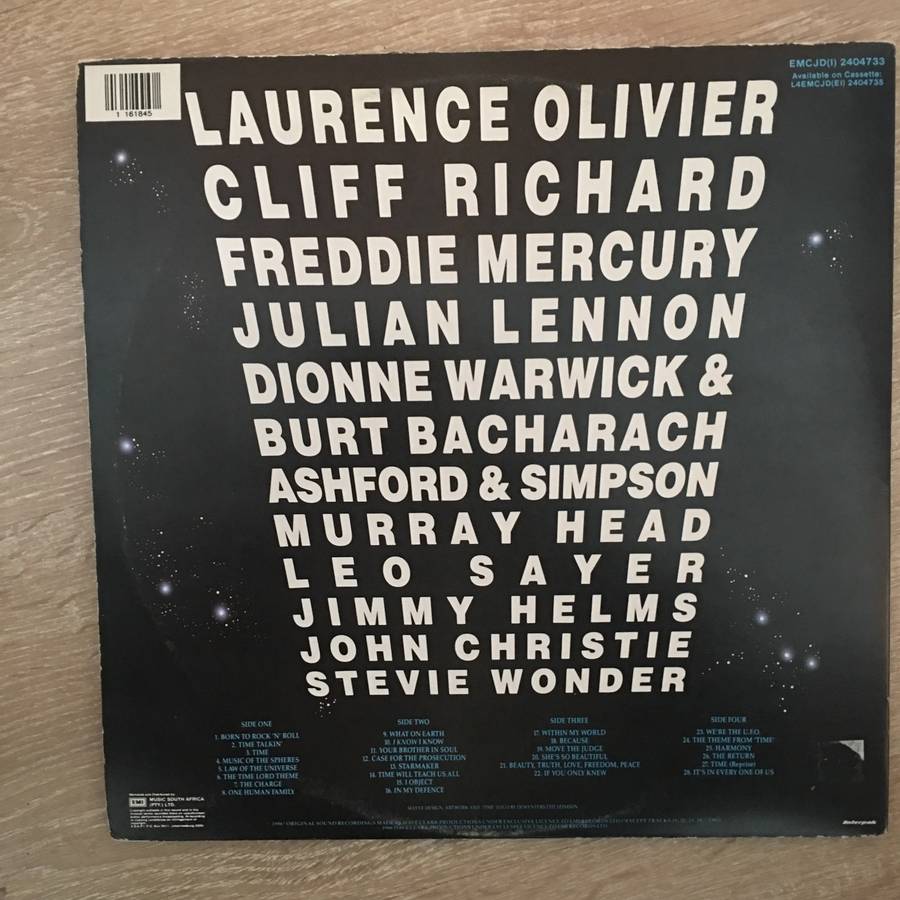 1 161845
EMCJD(I) 2404733
Available on Cassette:
L4EMCJD(EI) 2404735
LAURENCE OLIVIER
CLIFF RICHARD
FREDDIE MERCURY
JULIAN LENNON
DIONNE WARWICK &
BURT BACHARACH
ASHFORD & SIMPSON
MURRAY HEAD
LEO SAYER
JIMMY HELMS
JOHN CHRISTIE
STEVIE WONDER
SIDE ONE
1. BORN TO ROCK 'N' ROLL
2. TIME TALKIN'
3. TIME
4. MUSIC OF THE SPHERES
5. LAW OF THE UNIVERSE
6. THE TIME LORD THEME
7. THE CHARGE
8. ONE HUMAN FAMILY
SIDE TWO
9. WHAT ON EARTH
10. I KNOW I KNOW
11. YOUR BROTHER IN SOUL
12. CASE FOR THE PROSECUTION
13. STARMAKER
14. TIME WILL TEACH US ALL
15. I OBJECT
16. IN MY DEFENCE
SIDE THREE
17. WITHIN MY WORLD
18. BECAUSE
19. MOVE THE JUDGE
20. SHE'S SO BEAUTIFUL
21. BEAUTY, TRUTH, LOVE, FREEDOM, PEACE
22. IF YOU ONLY KNEW
SIDE FOUR
23. WE'RE THE U.F.O.
24. THE THEME FROM 'TIME'
25. HARMONY
26. THE RETURN
27. TIME (Reprise)
28. IT'S IN EVERY ONE OF US
EMI
MUSIC SOUTH AFRICA
(PTY) LTD.
Interpak